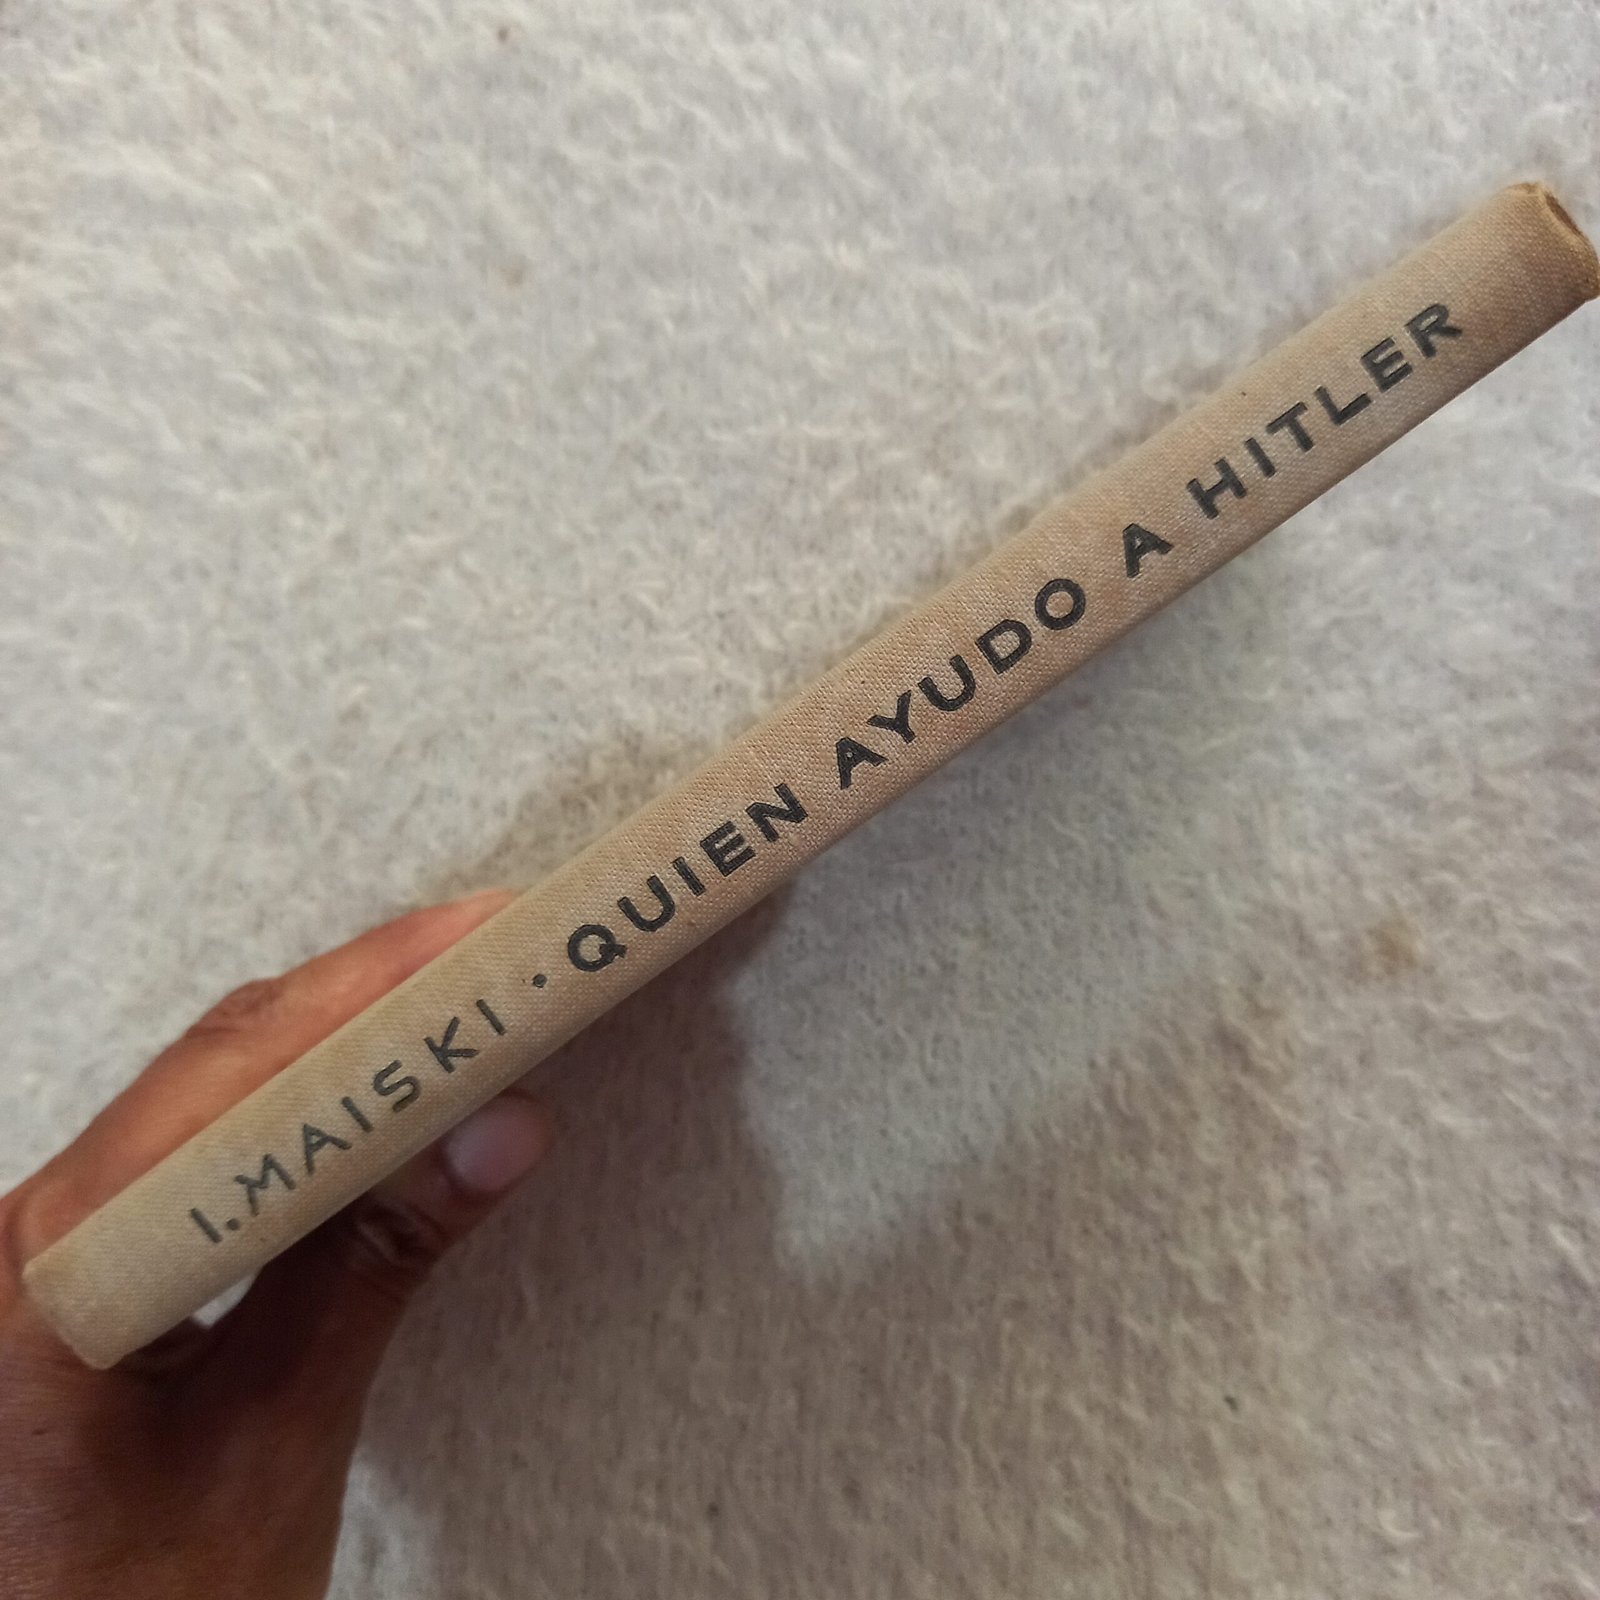 I. MAISKI · QUIEN AYUDO A HITLER